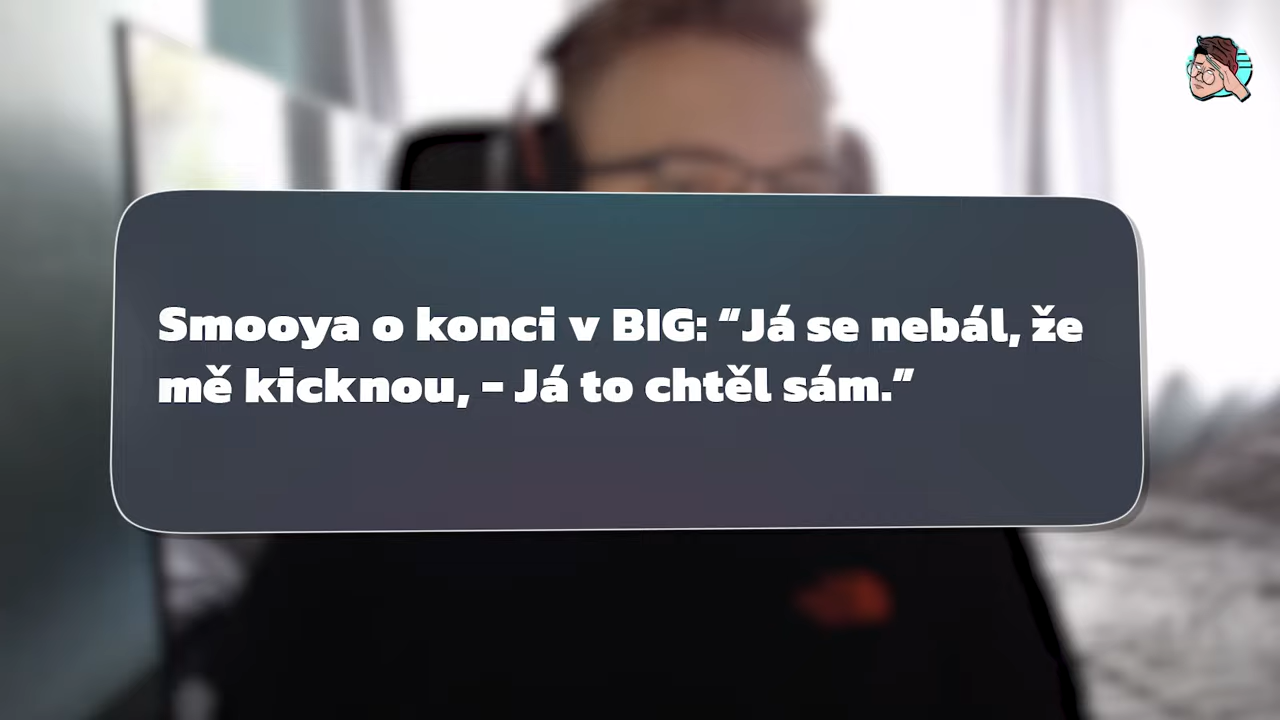 Smooya o konci v BIG: “Já se nebál, že
mě kicknou, - Já to chtěl sám.”